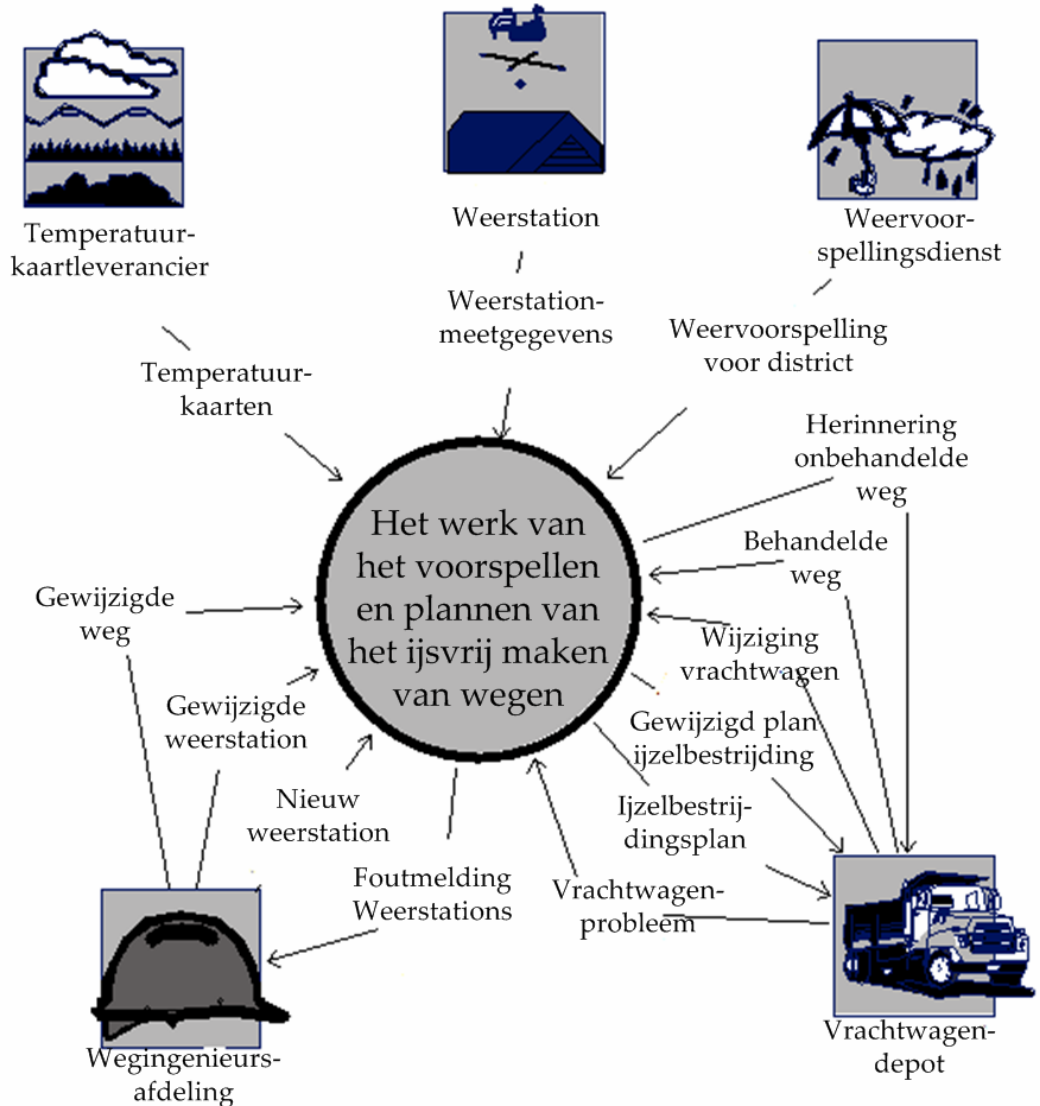 Temperatuur-
kaartleverancier
Weerstation
Weervoor-
spellingsdienst
Temperatuur-
kaarten
Weerstation-
meetgegevens
Weervoorspelling
voor district
Herinnering
onbehandelde
weg
Het werk van
het voorspellen
en plannen van
het ijsvrij maken
van wegen
Behandelde
weg
Gewijzigde
weg
Wijziging
vrachtwagen
Gewijzigde
weerstation
Gewijzigd plan
ijzelbestrijding
Nieuw
weerstation
Ijzelbestrij-
dingsplan
Foutmelding
Weerstations
Vrachtwagen-
probleem
Wegingenieurs-
afdeling
Vrachtwagen-
depot